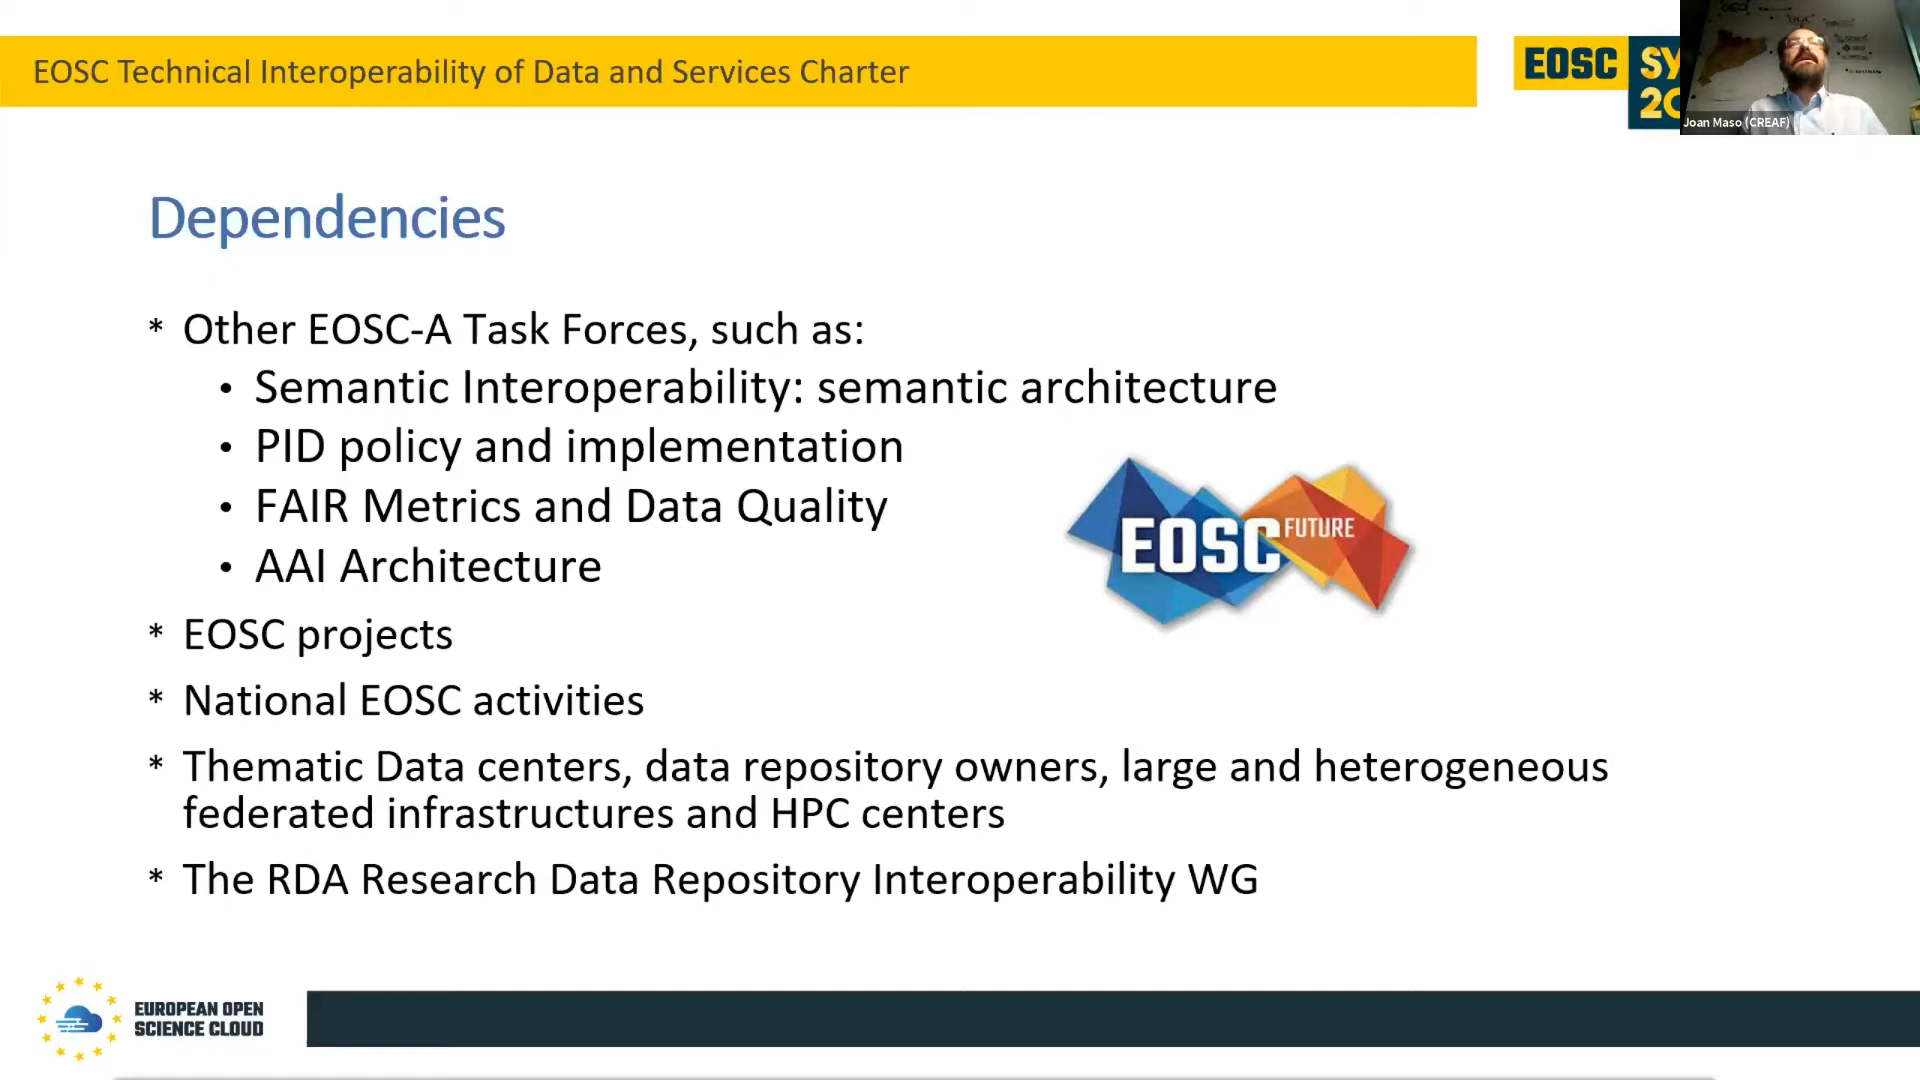 EOSC Technical Interoperability of Data and Services Charter
EOSC SY
20
Joan Maso (CREAF)
Dependencies
* Other EOSC-A Task Forces, such as:
• Semantic Interoperability: semantic architecture
• PID policy and implementation
• FAIR Metrics and Data Quality
• AAI Architecture
EOSC FUTURE
* EOSC projects
* National EOSC activities
* Thematic Data centers, data repository owners, large and heterogeneous
federated infrastructures and HPC centers
* The RDA Research Data Repository Interoperability WG
EUROPEAN OPEN
SCIENCE CLOUD